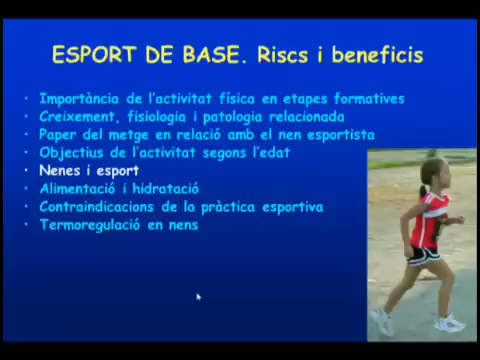 ESPORT DE BASE. Riscs i beneficis
• Importància de l'activitat física en etapes formatives
• Creixement, fisiologia i patologia relacionada
• Paper del metge en relació amb el nen esportista
• Objectius de l'activitat segons l'edat
• Nenes i esport
• Alimentació i hidratació
• Contraindicacions de la pràctica esportiva
• Termoregulació en nens